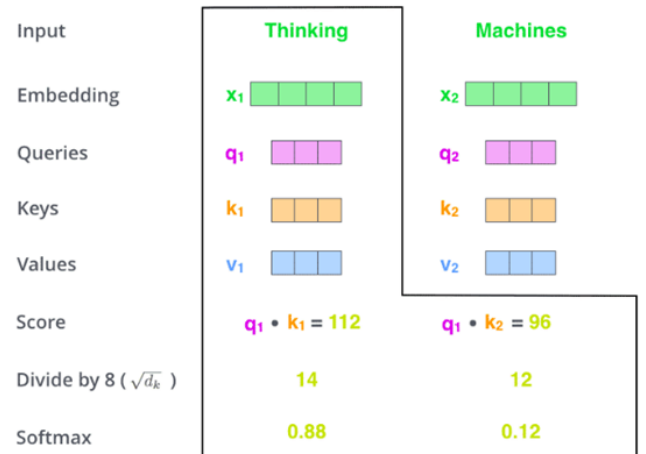 Input Thinking Machines
Embedding x₁ x₂
Queries q₁ q₂
Keys k₁ k₂
Values v₁ v₂
Score q₁ • k₁ = 112 q₁ • k₂ = 96
Divide by 8 ( √dₖ ) 14 12
Softmax 0.88 0.12